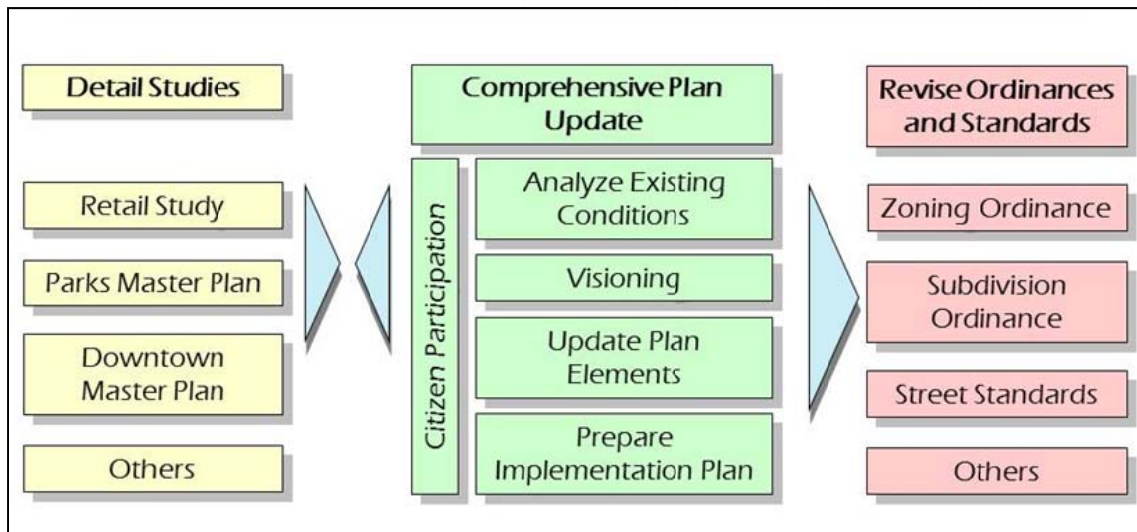 Detail Studies
Retail Study
Parks Master Plan
Downtown
Master Plan
Others
Comprehensive Plan
Update
Citizen Participation
Analyze Existing
Conditions
Visioning
Update Plan
Elements
Prepare
Implementation Plan
Revise Ordinances
and Standards
Zoning Ordinance
Subdivision
Ordinance
Street Standards
Others